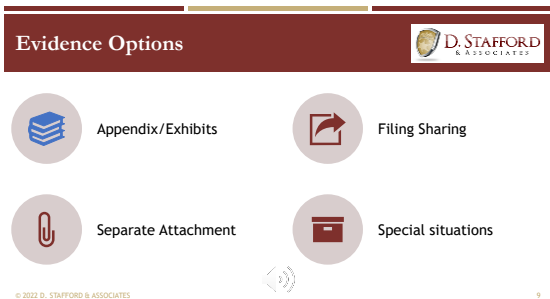 Evidence Options
D. STAFFORD
& ASSOCIATES
Appendix/Exhibits
Filing Sharing
Separate Attachment
Special situations
© 2022 D. STAFFORD & ASSOCIATES
9